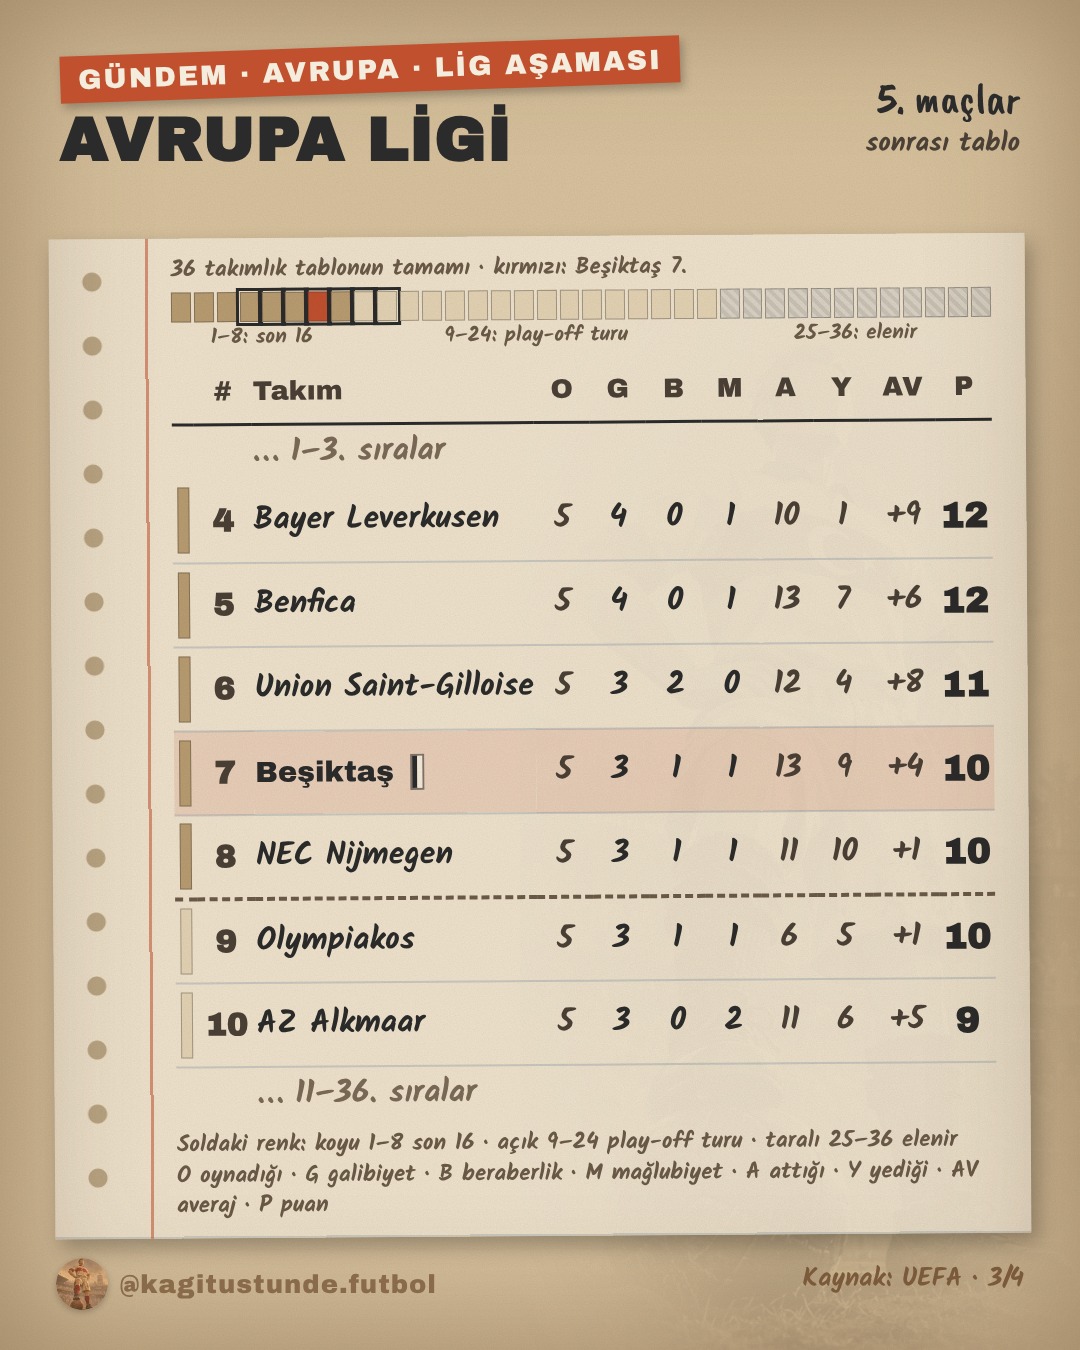 GÜNDEM · AVRUPA · LİG AŞAMASI
AVRUPA LİGİ
5. maçlar
sonrası tablo
36 takımlık tablonun tamamı · kırmızı: Beşiktaş 7.
1–8: son 16 9–24: play-off turu 25–36: elenir
# Takım O G B M A Y AV P
... 1–3. sıralar
4 Bayer Leverkusen 5 4 0 1 10 1 +9 12
5 Benfica 5 4 0 1 13 7 +6 12
6 Union Saint-Gilloise 5 3 2 0 12 4 +8 11
7 Beşiktaş 5 3 1 1 13 9 +4 10
8 NEC Nijmegen 5 3 1 1 11 10 +1 10
9 Olympiakos 5 3 1 1 6 5 +1 10
10 AZ Alkmaar 5 3 0 2 11 6 +5 9
... 11–36. sıralar
Soldaki renk: koyu 1–8 son 16 · açık 9–24 play-off turu · taralı 25–36 elenir
O oynadığı · G galibiyet · B beraberlik · M mağlubiyet · A attığı · Y yediği · AV
averaj · P puan
@kagitustunde.futbol
Kaynak: UEFA · 3/4